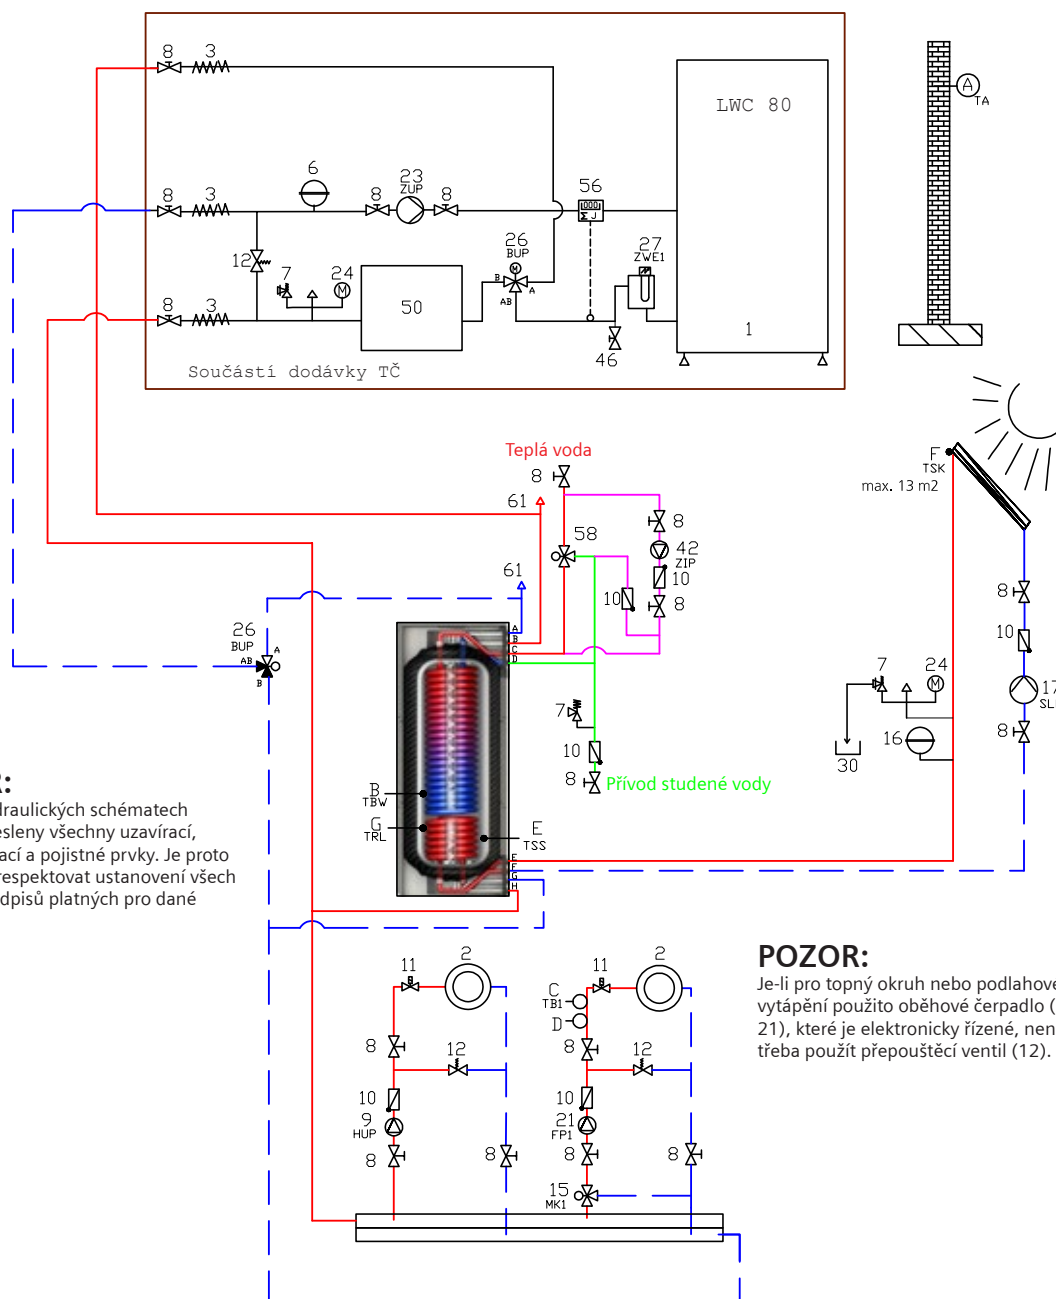 8 3
LWC 80
A
TA
6
23
ZUP
8 8
56
000
Σ J
8 3
26
BUP
M
B
A
AB
27
ZWE1
12
7
24
M
8 3
50
46
1
Součástí dodávky TČ
Teplá voda
8
61
58
8
42
ZIP
10
8
10
61
F
TSK
max. 13 m2
8
10
26
BUP
A
AB
B
A
B
C
D
7
24
M
17
8
16
30
7
10
8
Přívod studené vody
B
TBW
G
TRL
E
TSS
E
F
G
H
R:
draulických schématech
esleny všechny uzavírací,
ací a pojistné prvky. Je proto
respektovat ustanovení všech
dpisů platných pro dané
POZOR:
Je-li pro topný okruh nebo podlahové
vytápění použito oběhové čerpadlo (
21), které je elektronicky řízené, nen
třeba použít přepouštěcí ventil (12).
11
2
C
TB1
D
11
2
8
12
8
12
10
9
HUP
10
21
FP1
8
8
8
8
15
MK1